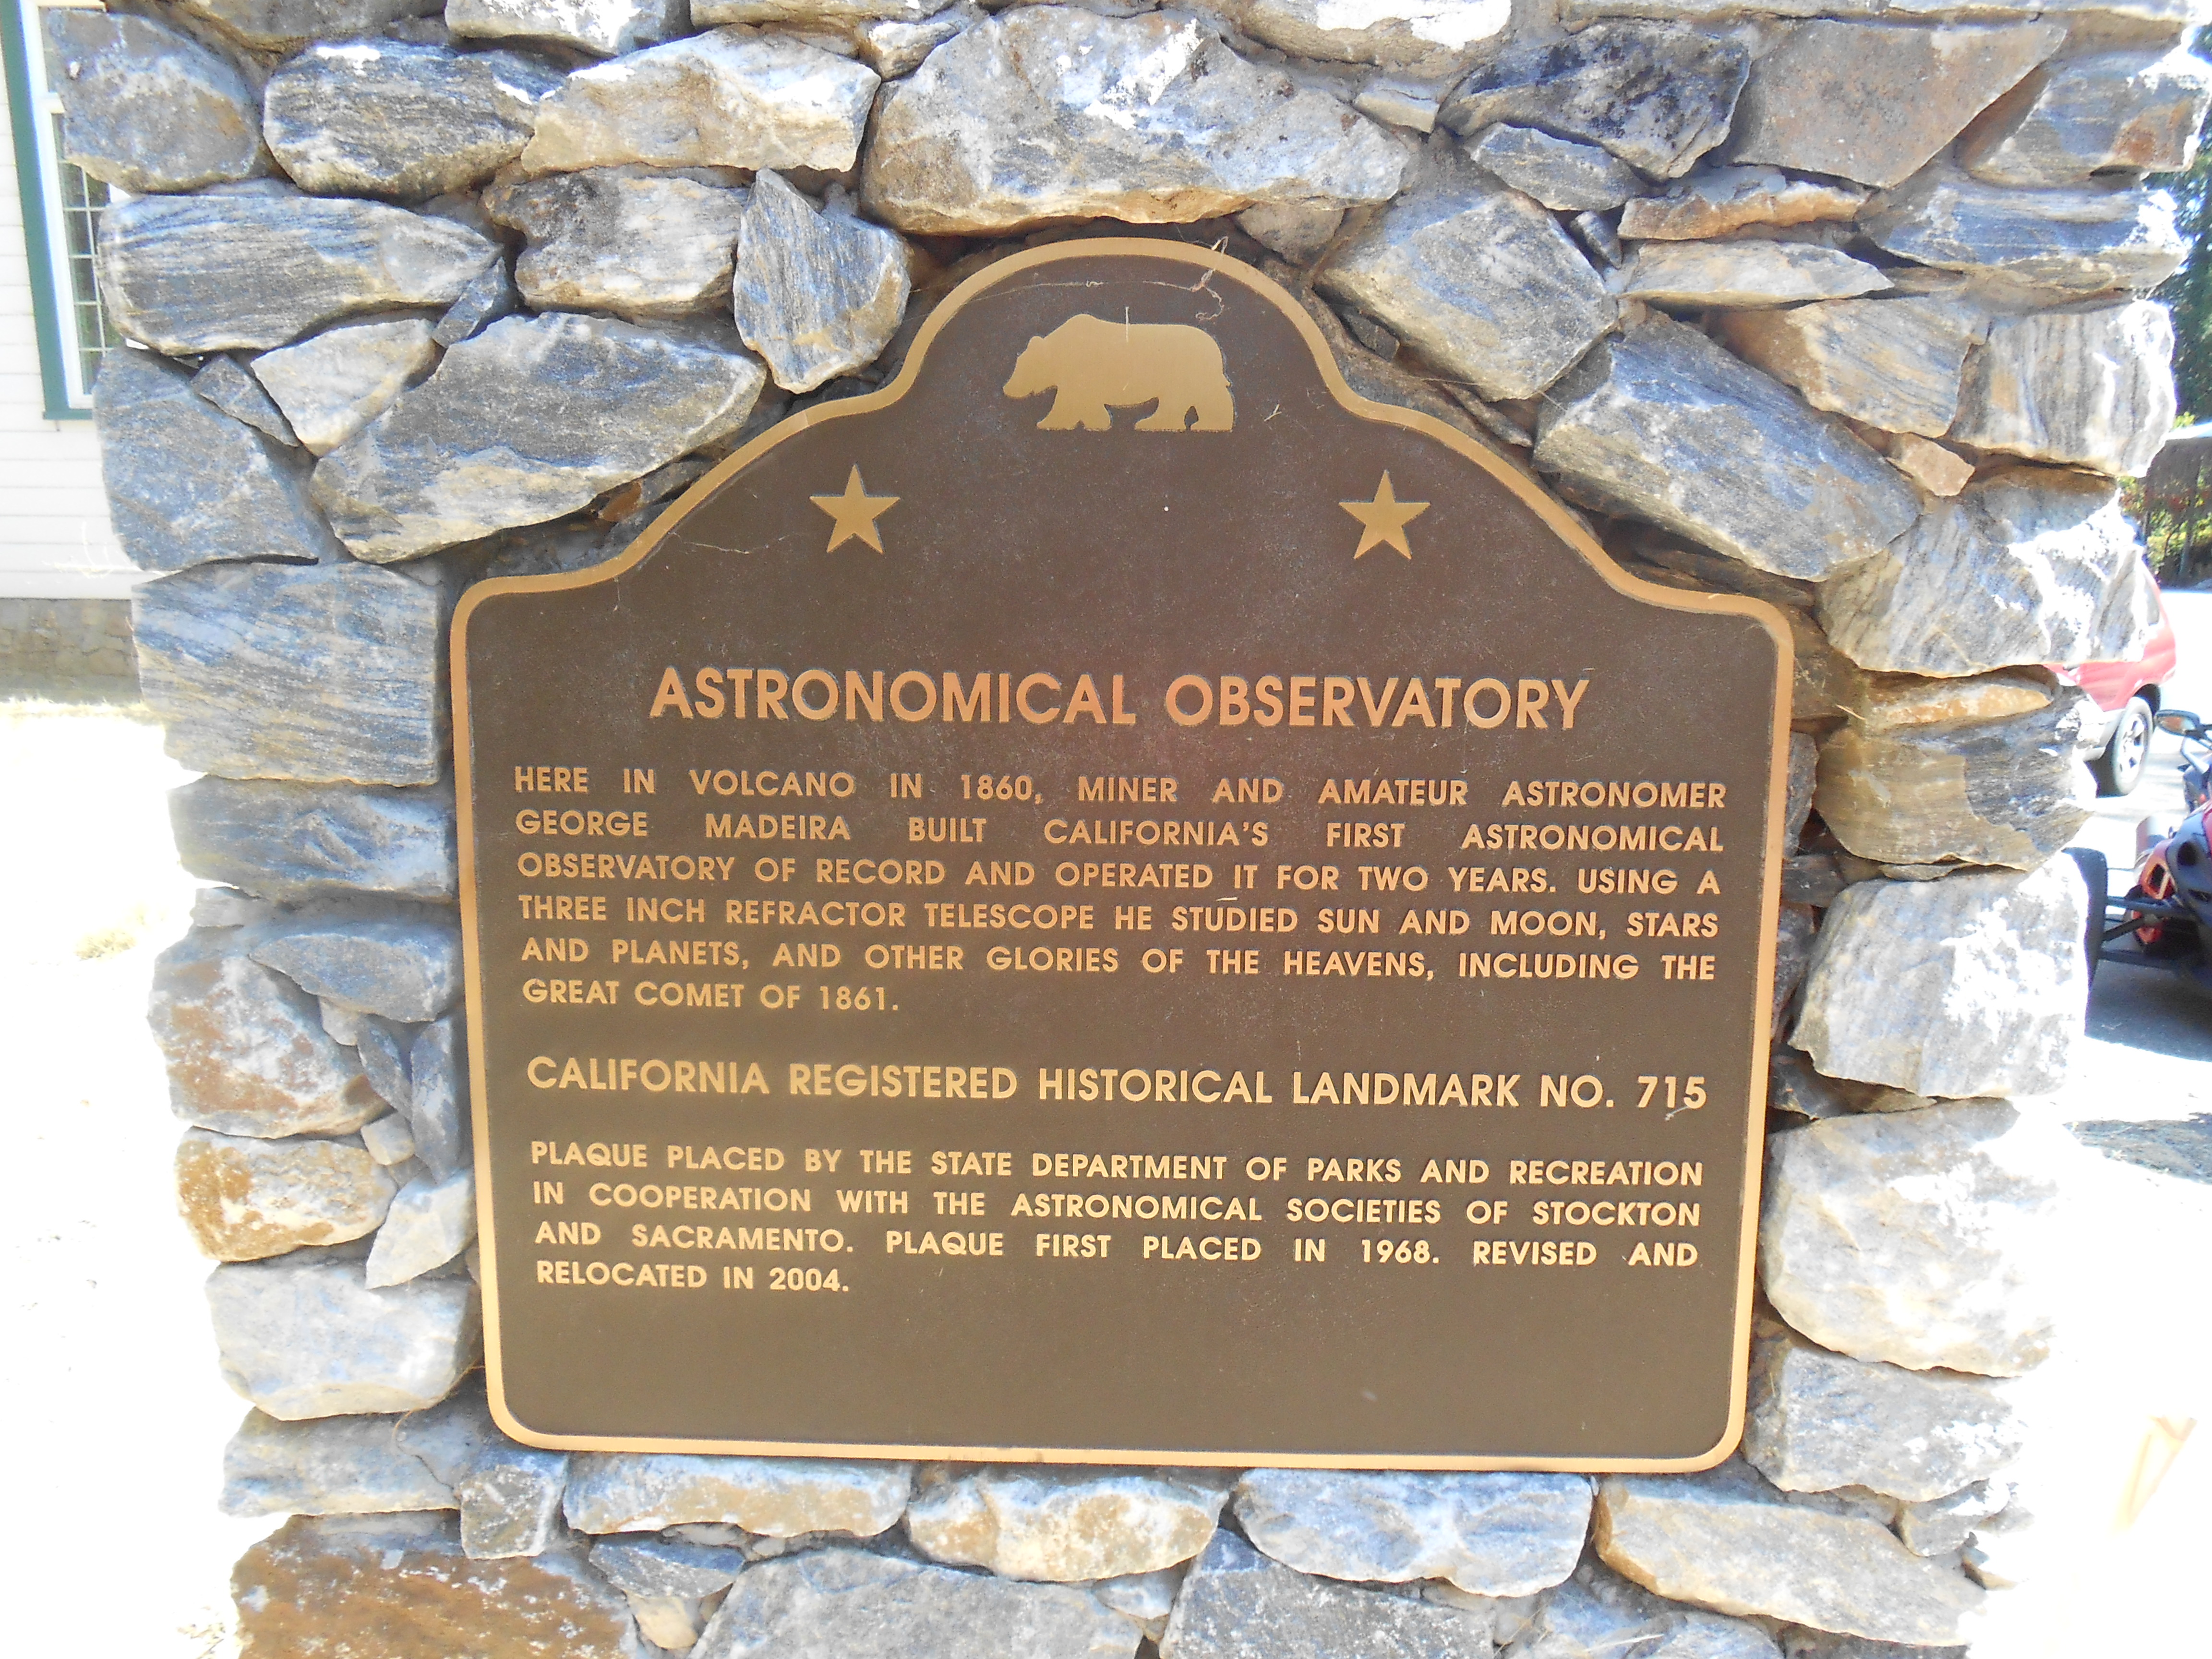 ASTRONOMICAL OBSERVATORY
HERE IN VOLCANO IN 1860, MINER AND AMATEUR ASTRONOMER
GEORGE MADEIRA BUILT CALIFORNIA'S FIRST ASTRONOMICAL
OBSERVATORY OF RECORD AND OPERATED IT FOR TWO YEARS. USING A
THREE INCH REFRACTOR TELESCOPE HE STUDIED SUN AND MOON, STARS
AND PLANETS, AND OTHER GLORIES OF THE HEAVENS, INCLUDING THE
GREAT COMET OF 1861.
CALIFORNIA REGISTERED HISTORICAL LANDMARK NO. 715
PLAQUE PLACED BY THE STATE DEPARTMENT OF PARKS AND RECREATION
IN COOPERATION WITH THE ASTRONOMICAL SOCIETIES OF STOCKTON
AND SACRAMENTO. PLAQUE FIRST PLACED IN 1968. REVISED AND
RELOCATED IN 2004.